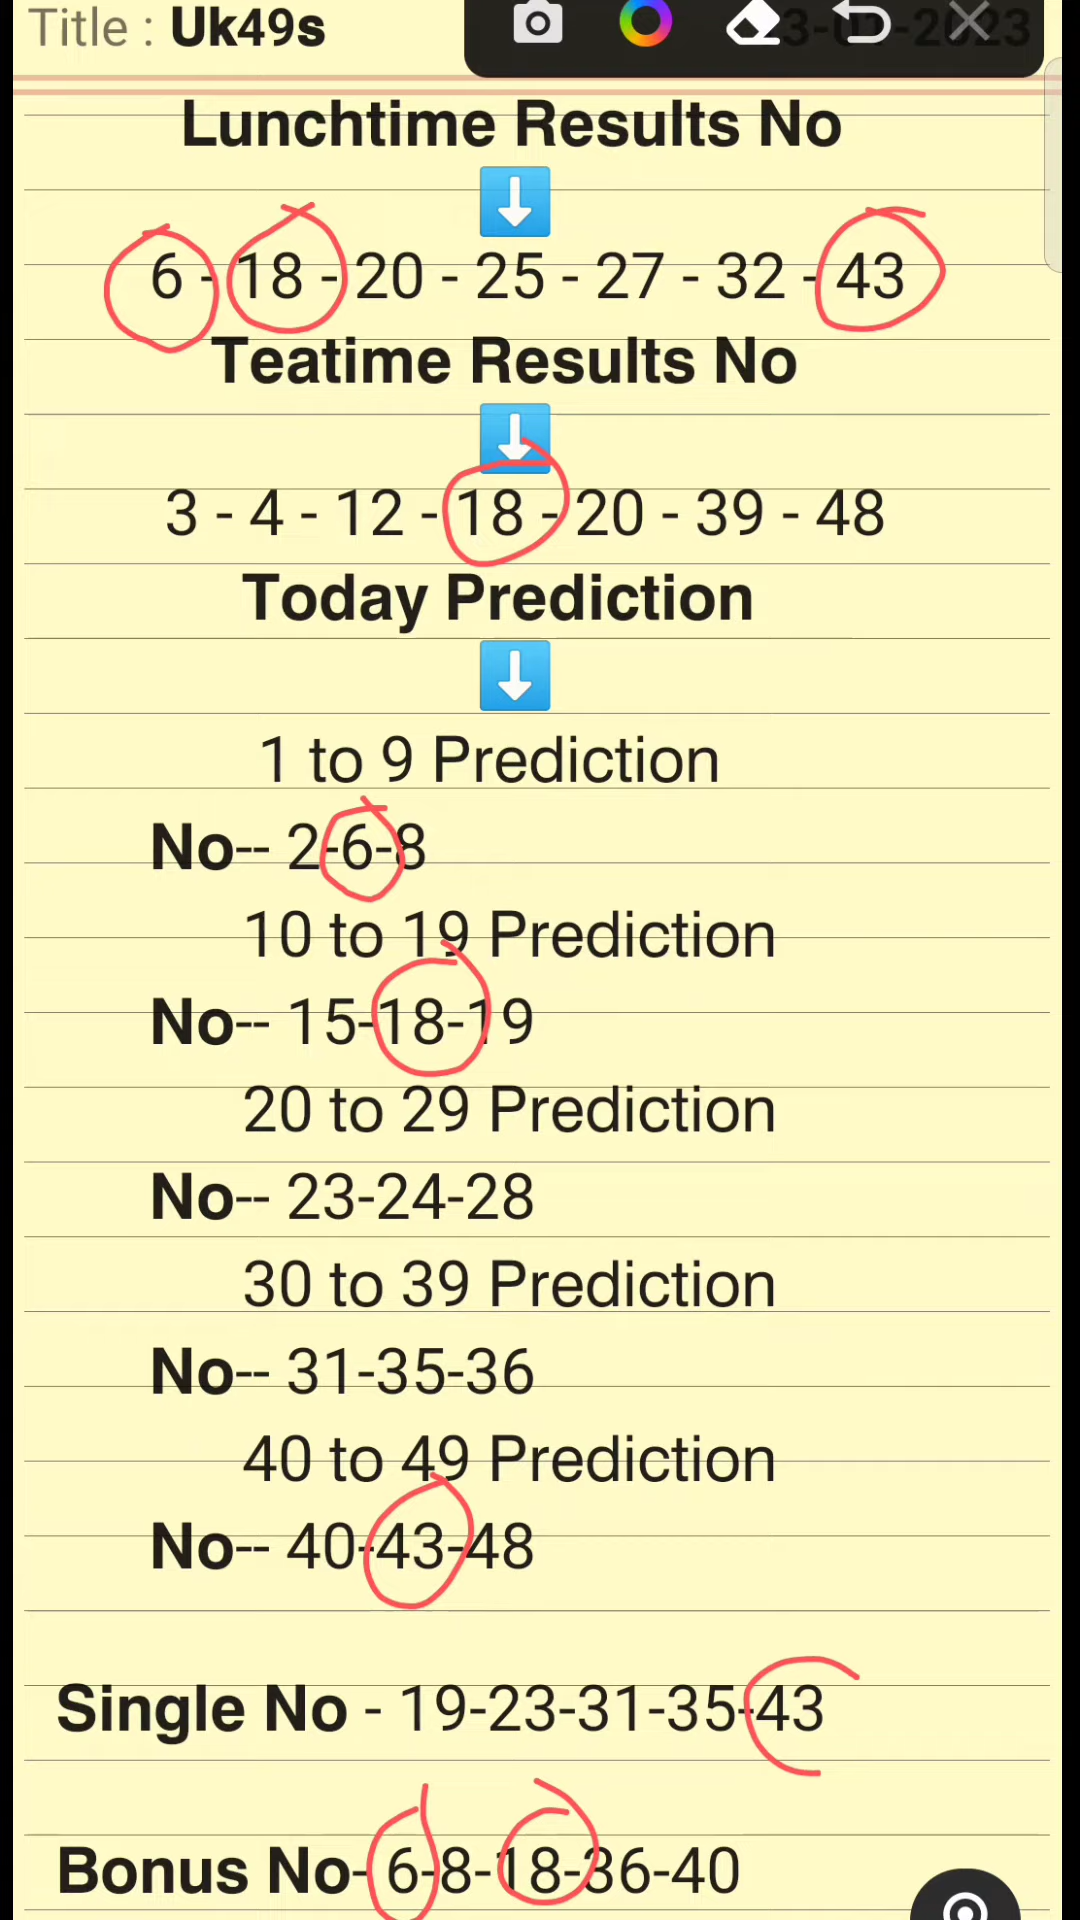 Title : Uk49s
Lunchtime Results No
6 - 18 - 20 - 25 - 27 - 32 - 43
Teatime Results No
3 - 4 - 12 - 18 - 20 - 39 - 48
Today Prediction
1 to 9 Prediction
No-- 2-6-8
10 to 19 Prediction
No-- 15-18-19
20 to 29 Prediction
No-- 23-24-28
30 to 39 Prediction
No-- 31-35-36
40 to 49 Prediction
No-- 40-43-48
Single No - 19-23-31-35-43
Bonus No- 6-8-18-36-40